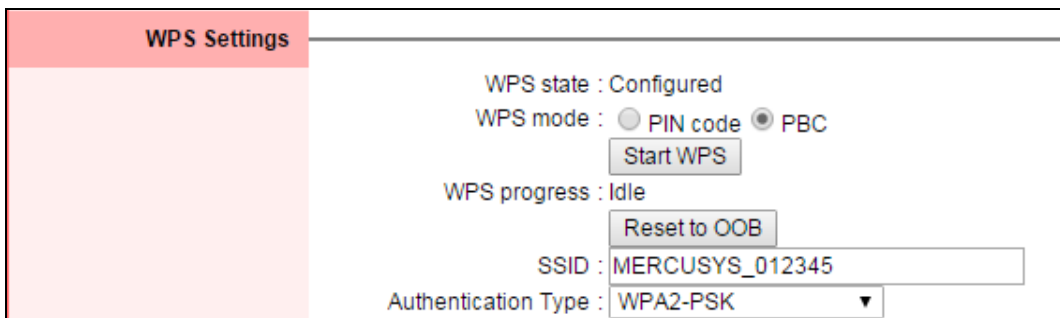 WPS Settings
WPS state : Configured
WPS mode : PIN code PBC
Start WPS
WPS progress : Idle
Reset to OOB
SSID : MERCUSYS_012345
Authentication Type : WPA2-PSK